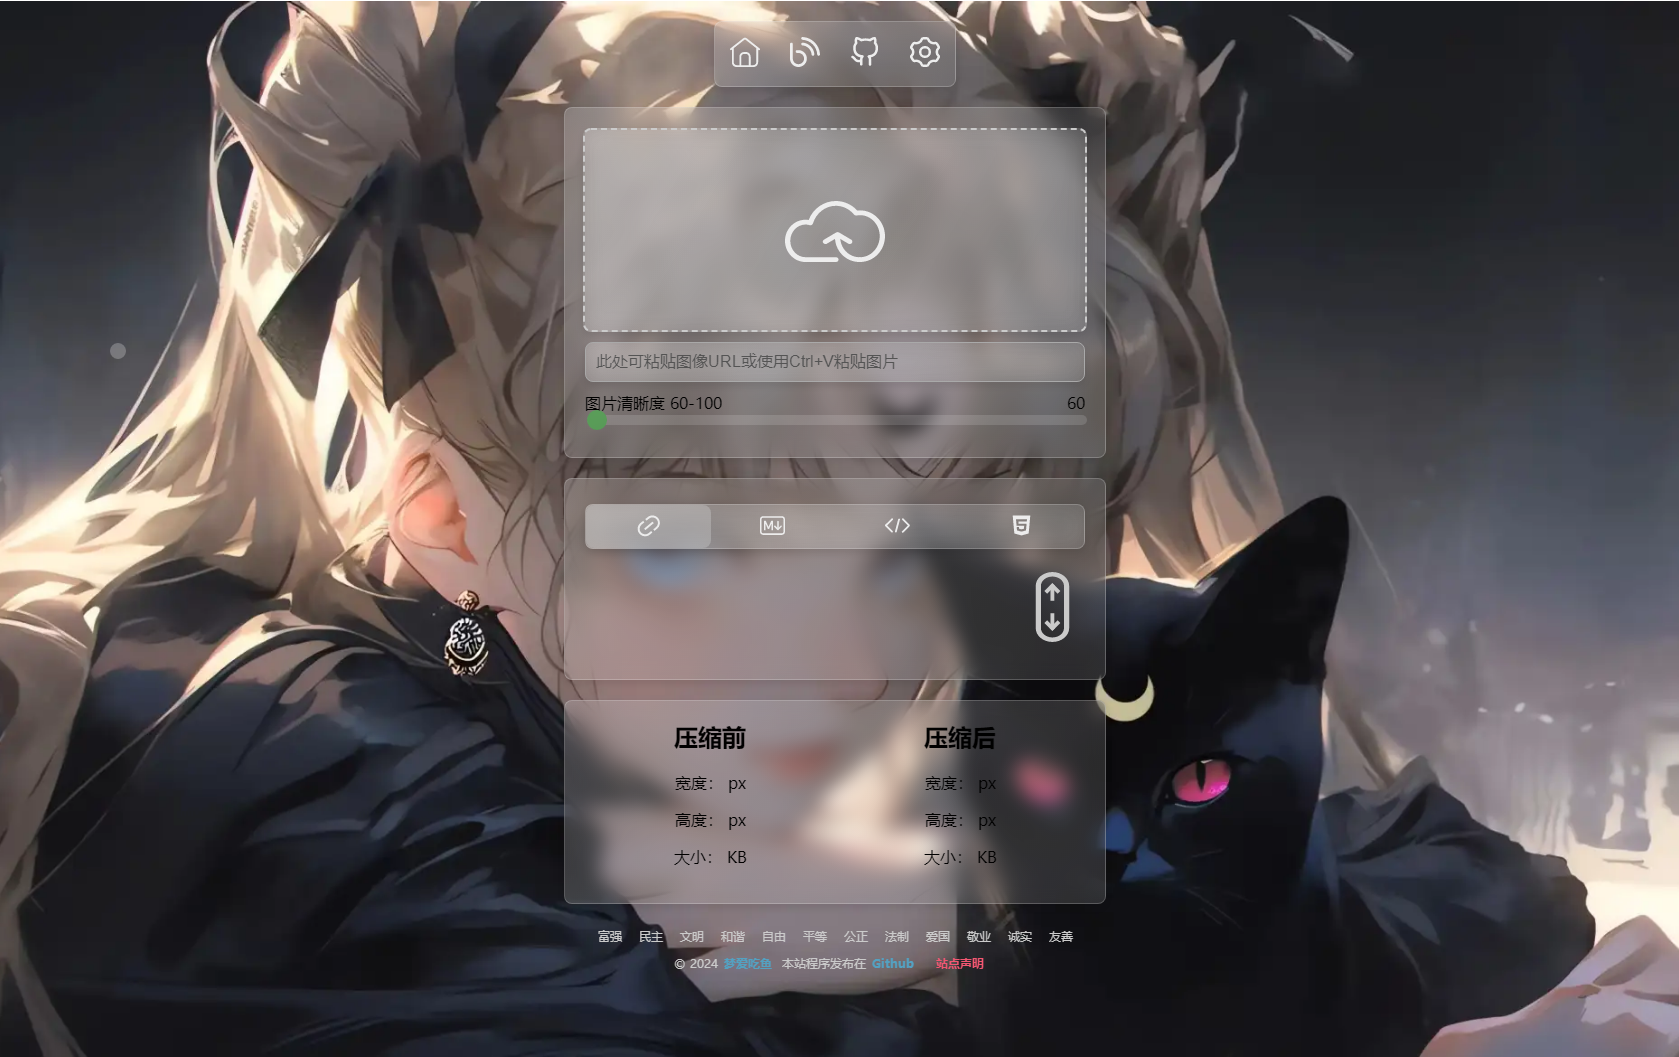 此处可粘贴图像URL或使用Ctrl+V粘贴图片
图片清晰度 60-100 60
压缩前 压缩后
宽度： px 宽度： px
高度： px 高度： px
大小： KB 大小： KB
富强 民主 文明 和谐 自由 平等 公正 法制 爱国 敬业 诚实 友善
© 2024 梦爱吃鱼 本站程序发布在 Github 站点声明